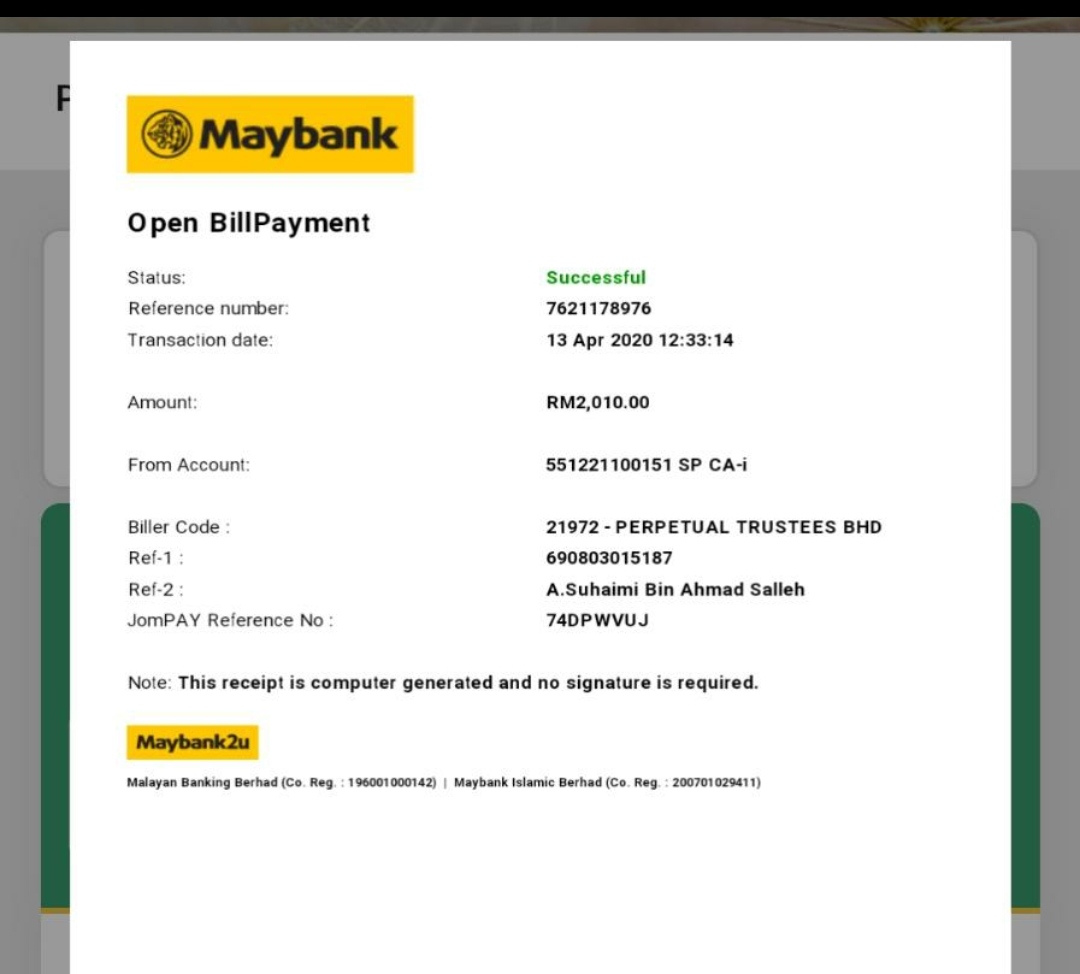 P
Maybank
Open BillPayment
Status: Successful
Reference number: 7621178976
Transaction date: 13 Apr 2020 12:33:14
Amount: RM2,010.00
From Account: 551221100151 SP CA-i
Biller Code : 21972 - PERPETUAL TRUSTEES BHD
Ref-1 : 690803015187
Ref-2 : A.Suhaimi Bin Ahmad Salleh
JomPAY Reference No : 74DPWVUJ
Note: This receipt is computer generated and no signature is required.
Maybank2u
Malayan Banking Berhad (Co. Reg. : 196001000142) | Maybank Islamic Berhad (Co. Reg. : 200701029411)